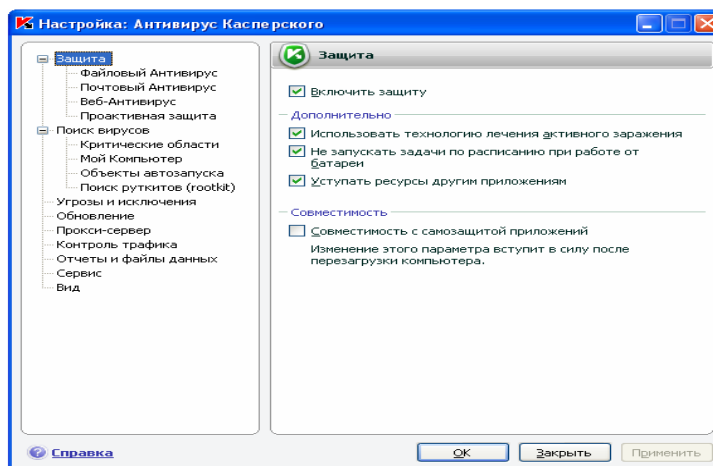 Настройка: Антивирус Касперского
Защита
Файловый Антивирус
Почтовый Антивирус
Веб-Антивирус
Проактивная защита
Поиск вирусов
Критические области
Мой Компьютер
Объекты автозапуска
Поиск руткитов (rootkit)
Угрозы и исключения
Обновление
Прокси-сервер
Контроль трафика
Отчеты и файлы данных
Сервис
Вид
Защита
Включить защиту
Дополнительно
Использовать технологию лечения активного заражения
Не запускать задачи по расписанию при работе от
батареи
Уступать ресурсы другим приложениям
Совместимость
Совместимость с самозащитой приложений
Изменение этого параметра вступит в силу после
перезагрузки компьютера.
Справка
OK
Закрыть
Применить